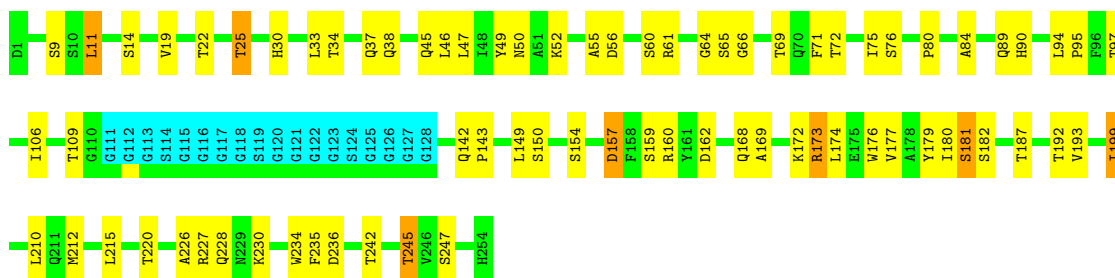 D1 S9 S10 L11 S14 V19 T22 T25 H30 L33 T34 Q37 Q38 Q45 L46 L47 I48 Y49 N50 A51 K52 A55 D56 S60 R61 G64 S65 G66 T69 Q70 F71 T72 I75 S76 P80 A84 Q89 H90 L94 P95 F96 T97
I106 T109 G110 G111 G112 G113 S114 G115 G116 G117 G118 S119 G120 G121 G122 G123 S124 G125 G126 G127 G128 Q142 P143 L149 S150 S154 D157 F158 S159 R160 Y161 D162 Q168 A169 K172 R173 L174 E175 W176 V177 A178 Y179 I180 S181 S182 T187 T192 V193
L210 Q211 M212 L215 T220 A226 R227 Q228 N229 K230 W234 F235 D236 T242 T245 V246 S247 H254